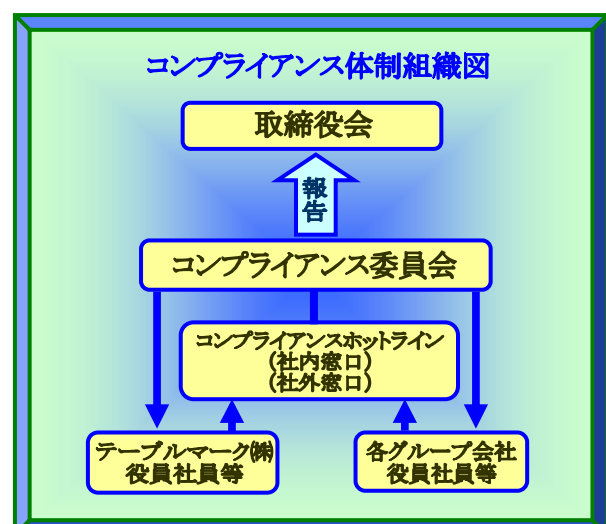 コンプライアンス体制組織図
取締役会
報告
コンプライアンス委員会
コンプライアンスホットライン
（社内窓口）
（社外窓口）
テーブルマーク㈱
役員社員等
各グループ会社
役員社員等